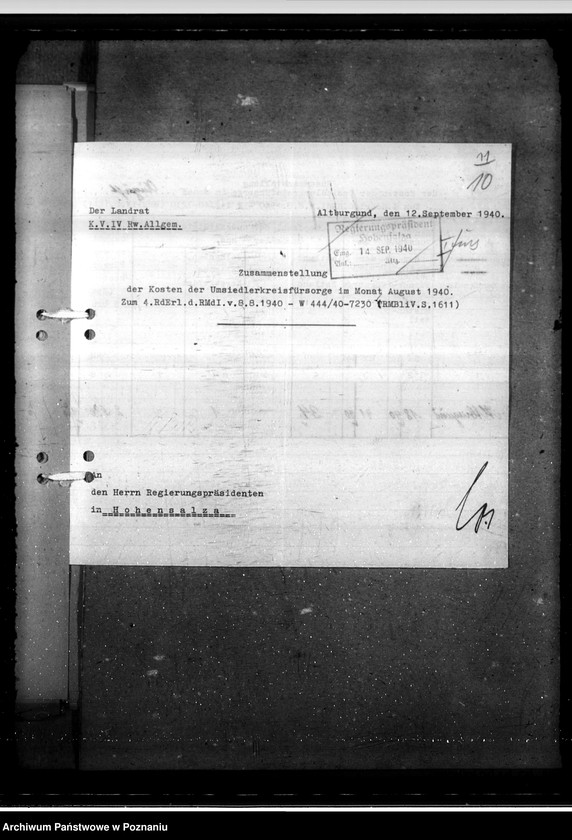 11
10
Der Landrat
K.V.IV Hw.Allgem.
Altburgund, den 12.September 1940.
Regierungspräsident
Hohensalza
Eing. 14 SEP. 1940
Anl.
Zusammenstellung
der Kosten der Umsiedlerkreisfürsorge im Monat August 1940.
Zum 4.RdErl.d.RMdI.v.8.8.1940 - W 444/40-7230 (RMBliV.S.1611)
An
den Herrn Regierungspräsidenten
in H o h e n s a l z a
Archiwum Państwowe w Poznaniu